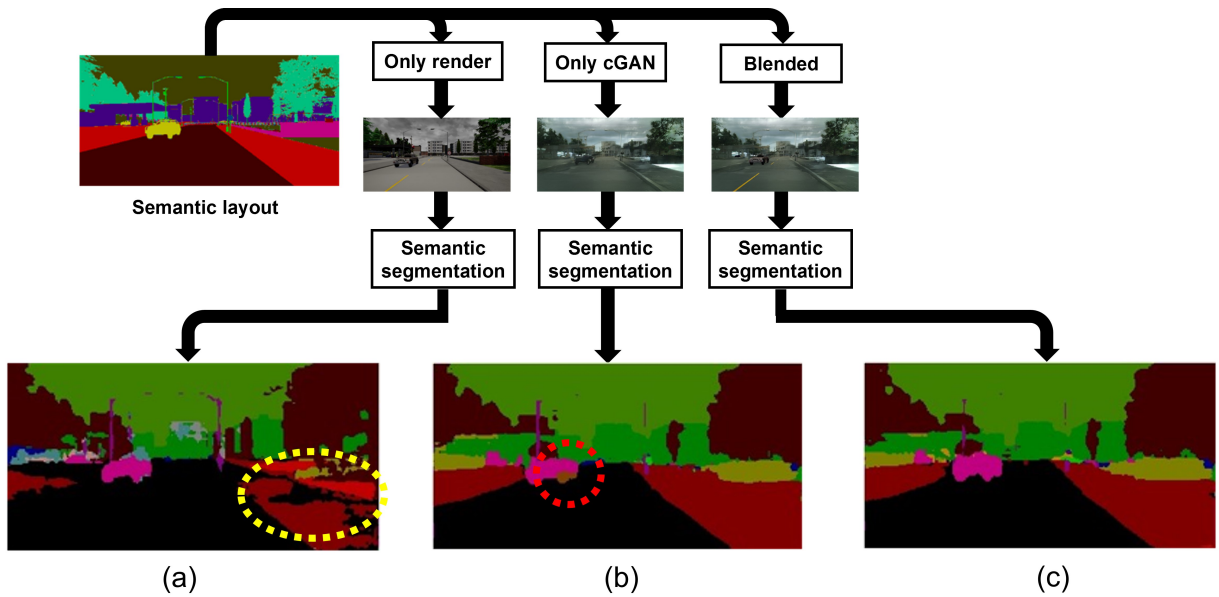 Only render
Only cGAN
Blended
Semantic layout
Semantic
segmentation
Semantic
segmentation
Semantic
segmentation
(a)
(b)
(c)